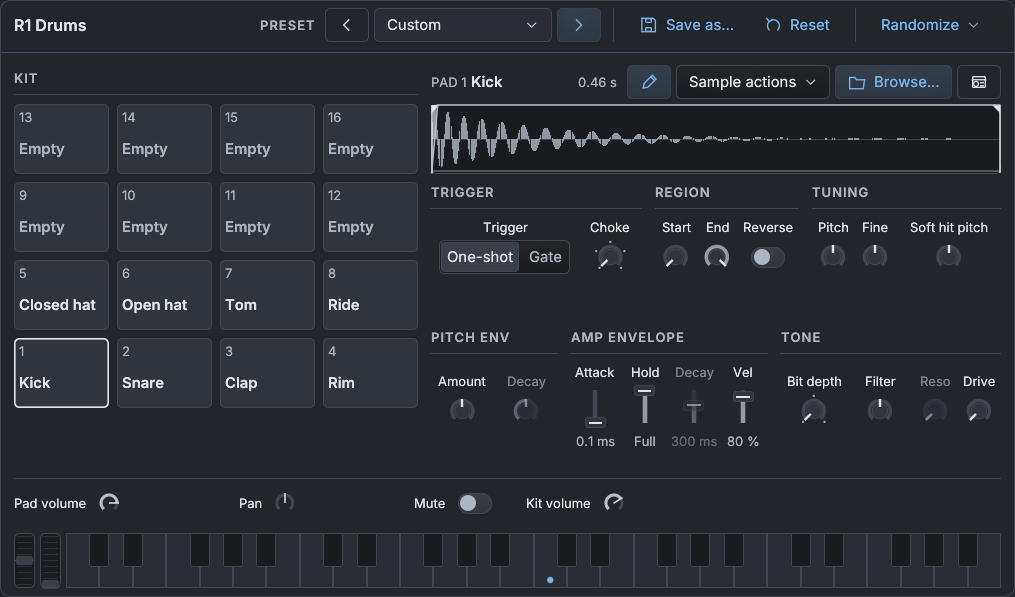 R1 Drums
PRESET
Custom
Save as...
Reset
Randomize
KIT
13
Empty
14
Empty
15
Empty
16
Empty
9
Empty
10
Empty
11
Empty
12
Empty
5
Closed hat
6
Open hat
7
Tom
8
Ride
1
Kick
2
Snare
3
Clap
4
Rim
PAD 1 Kick
0.46 s
Sample actions
Browse...
TRIGGER
REGION
TUNING
Trigger
Choke
Start
End
Reverse
Pitch
Fine
Soft hit pitch
One-shot
Gate
PITCH ENV
AMP ENVELOPE
TONE
Amount
Decay
Attack
Hold
Decay
Vel
Bit depth
Filter
Reso
Drive
0.1 ms
Full
300 ms
80 %
Pad volume
Pan
Mute
Kit volume